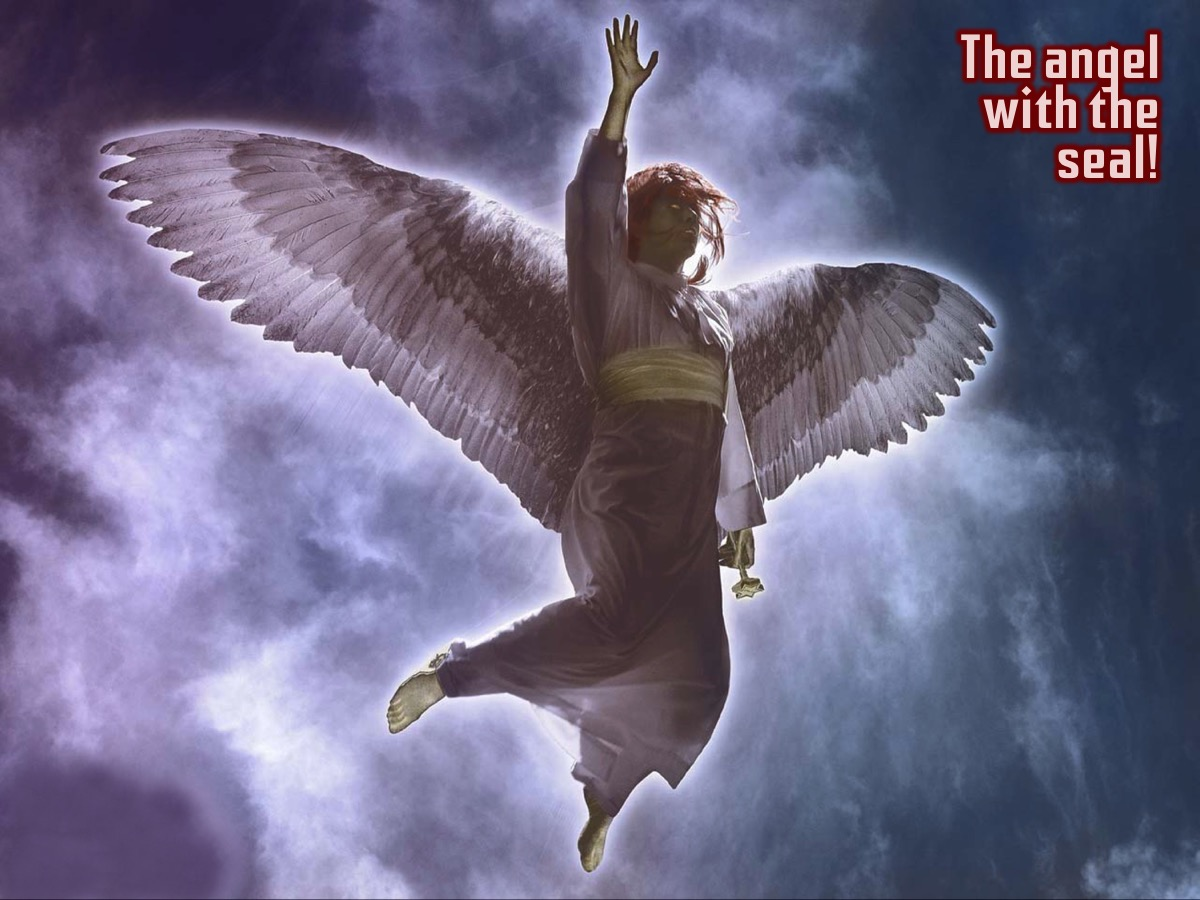 The angel
with the
seal!